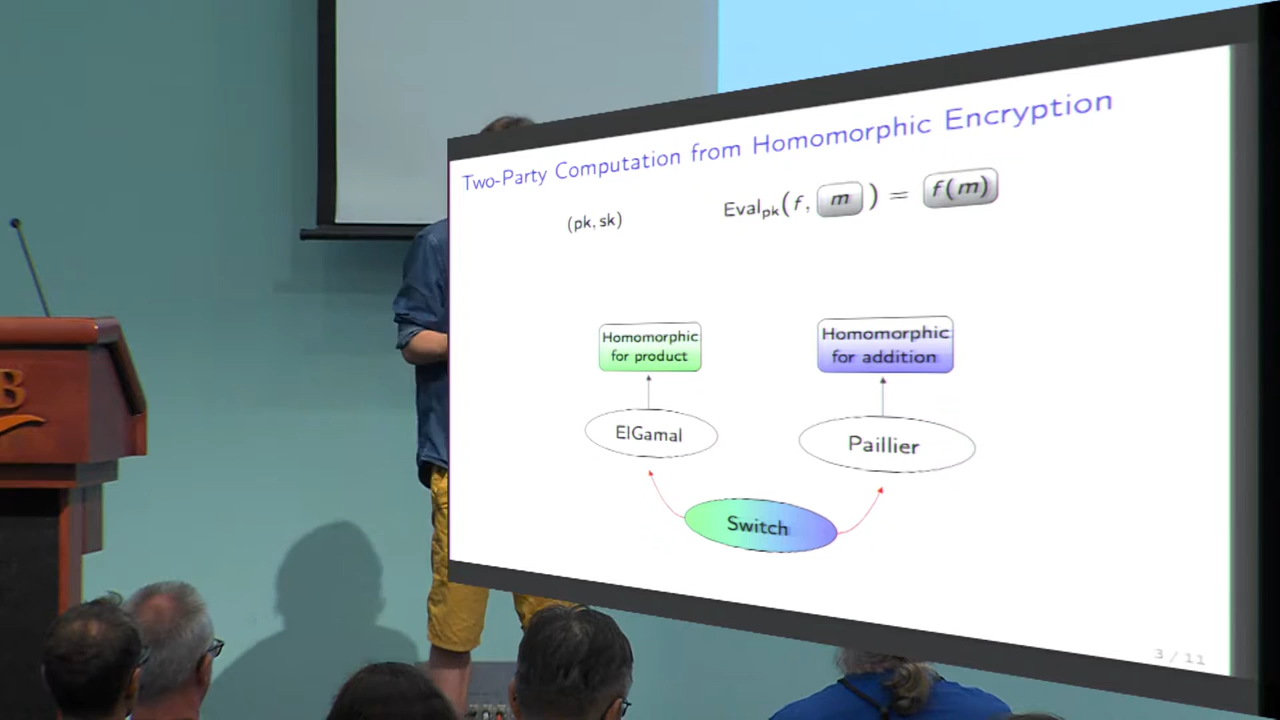 Two-Party Computation from Homomorphic Encryption
(pk, sk)
Eval_pk(f, m) = f(m)
Homomorphic
for product
Homomorphic
for addition
ElGamal
Paillier
Switch
B
3 / 11